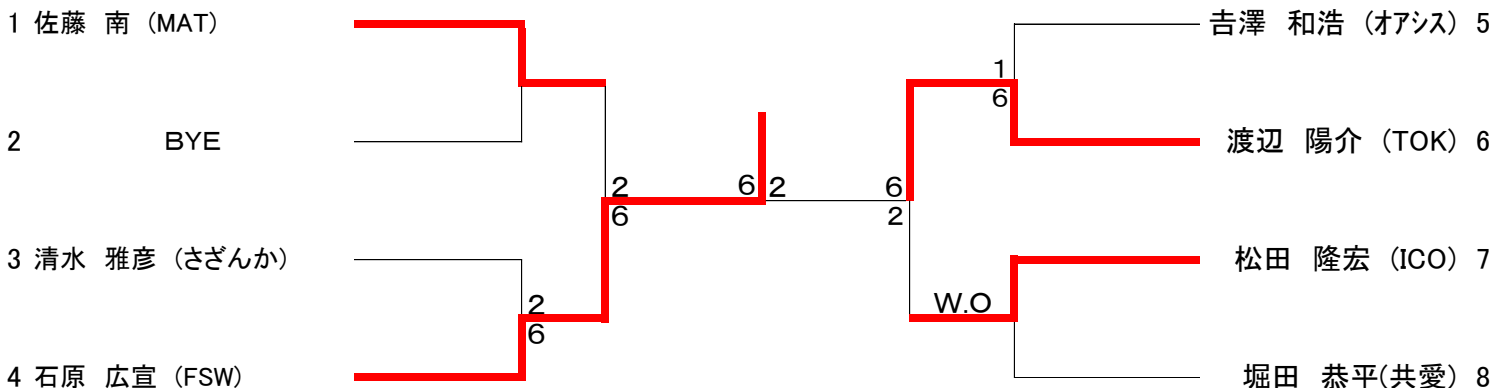 1 佐藤 南 (MAT)
2 BYE
3 清水 雅彦 (さざんか)
4 石原 広宣 (FSW)
2
6
2
6
6 2
1
6
6
2
W.O
𠮷澤 和浩 (オアシス) 5
渡辺 陽介 (TOK) 6
松田 隆宏 (ICO) 7
堀田 恭平(共愛) 8